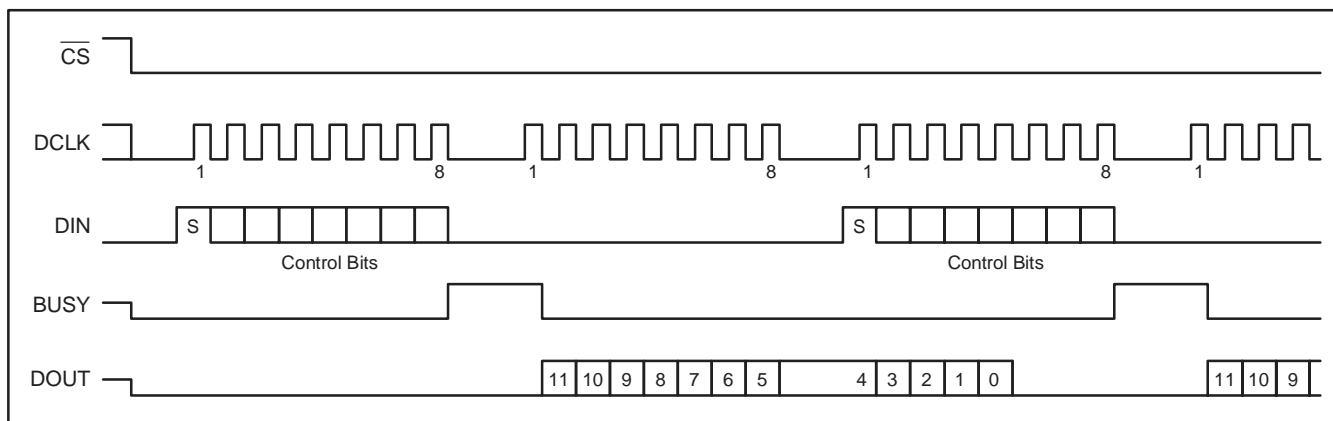 CS
DCLK
1 8 1 8 1 8 1
DIN
S S
Control Bits Control Bits
BUSY
DOUT
11 10 9 8 7 6 5 4 3 2 1 0 11 10 9